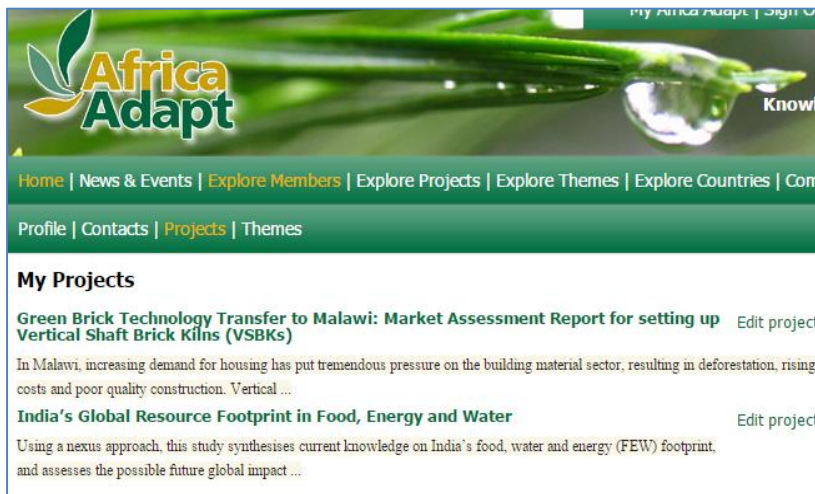 My Africa Adapt | Sign
Africa
Adapt
Home | News & Events | Explore Members | Explore Projects | Explore Themes | Explore Countries |
Profile | Contacts | Projects | Themes
My Projects
Green Brick Technology Transfer to Malawi: Market Assessment Report for setting up
Vertical Shaft Brick Kilns (VSBKs)
Edit project
In Malawi, increasing demand for housing has put tremendous pressure on the building material sector, resulting in deforestation, rising
costs and poor quality construction. Vertical ...
India’s Global Resource Footprint in Food, Energy and Water
Edit project
Using a nexus approach, this study synthesises current knowledge on India’s food, water and energy (FEW) footprint,
and assesses the possible future global impact ...